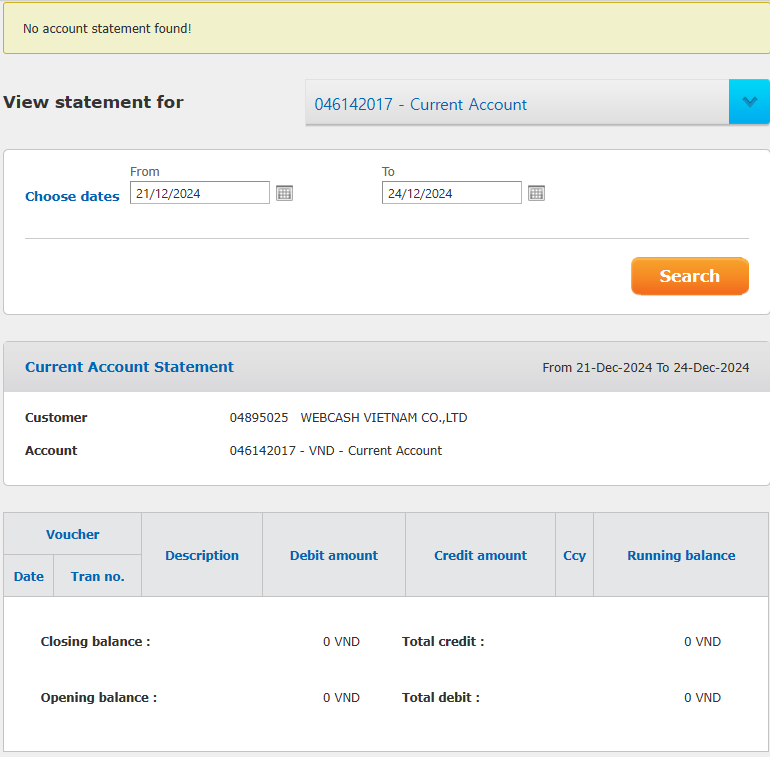 No account statement found!
View statement for
046142017 - Current Account
From
To
Choose dates
21/12/2024
24/12/2024
Search
Current Account Statement
From 21-Dec-2024 To 24-Dec-2024
Customer
04895025 WEBCASH VIETNAM CO.,LTD
Account
046142017 - VND - Current Account
Voucher
Description
Debit amount
Credit amount
Ccy
Running balance
Date
Tran no.
Closing balance :
0 VND
Total credit :
0 VND
Opening balance :
0 VND
Total debit :
0 VND